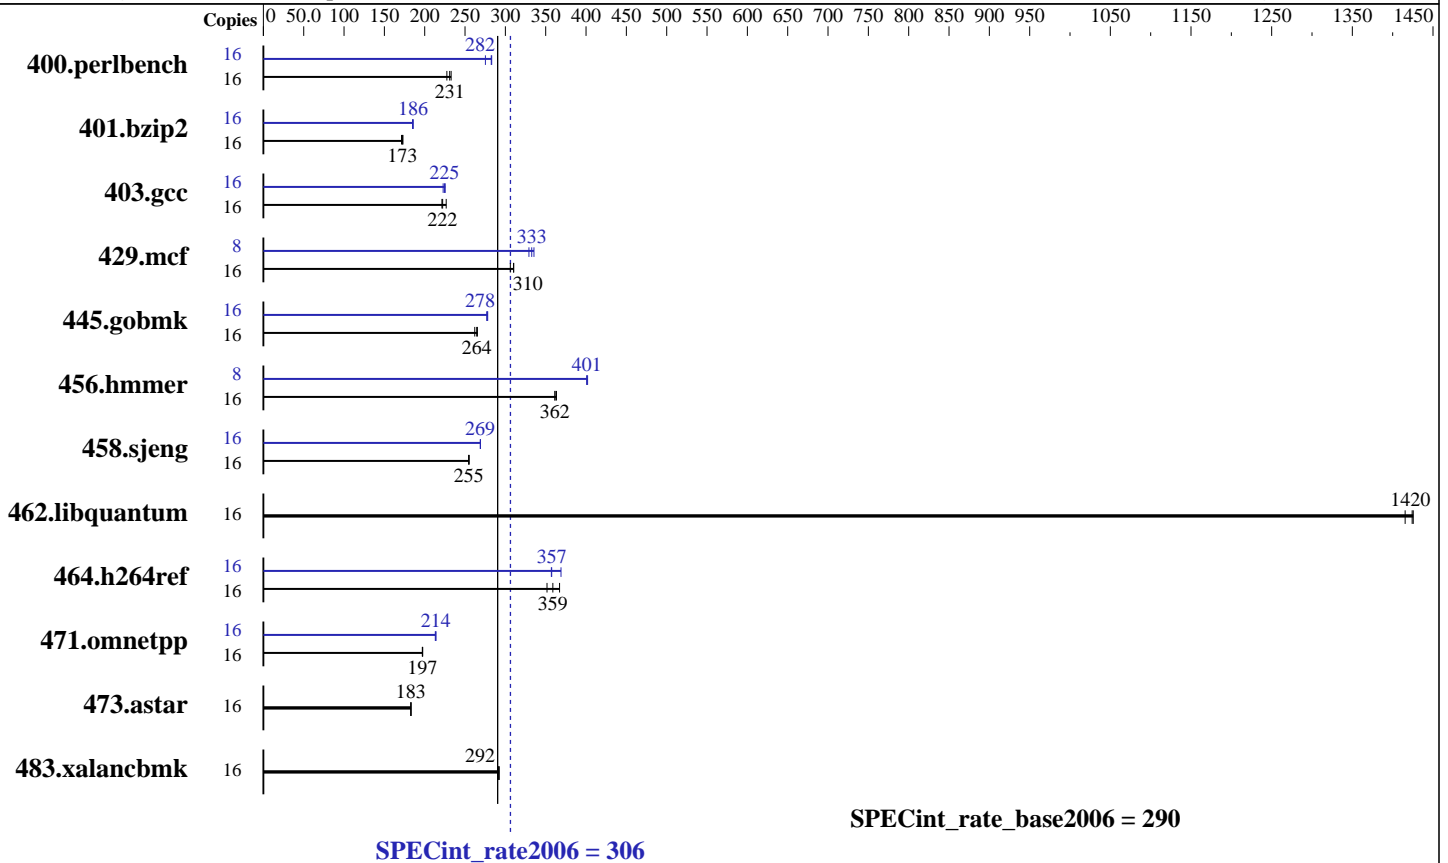 Copies 0 50.0 100 150 200 250 300 350 400 450 500 550 600 650 700 750 800 850 900 950 1050 1150 1250 1350 1450
400.perlbench 16 282
16 231
401.bzip2 16 186
16 173
403.gcc 16 225
16 222
429.mcf 8 333
16 310
445.gobmk 16 278
16 264
456.hmmer 8 401
16 362
458.sjeng 16 269
16 255
462.libquantum 16 1420
464.h264ref 16 357
16 359
471.omnetpp 16 214
16 197
473.astar 16 183
483.xalancbmk 16 292
SPECint_rate_base2006 = 290
SPECint_rate2006 = 306